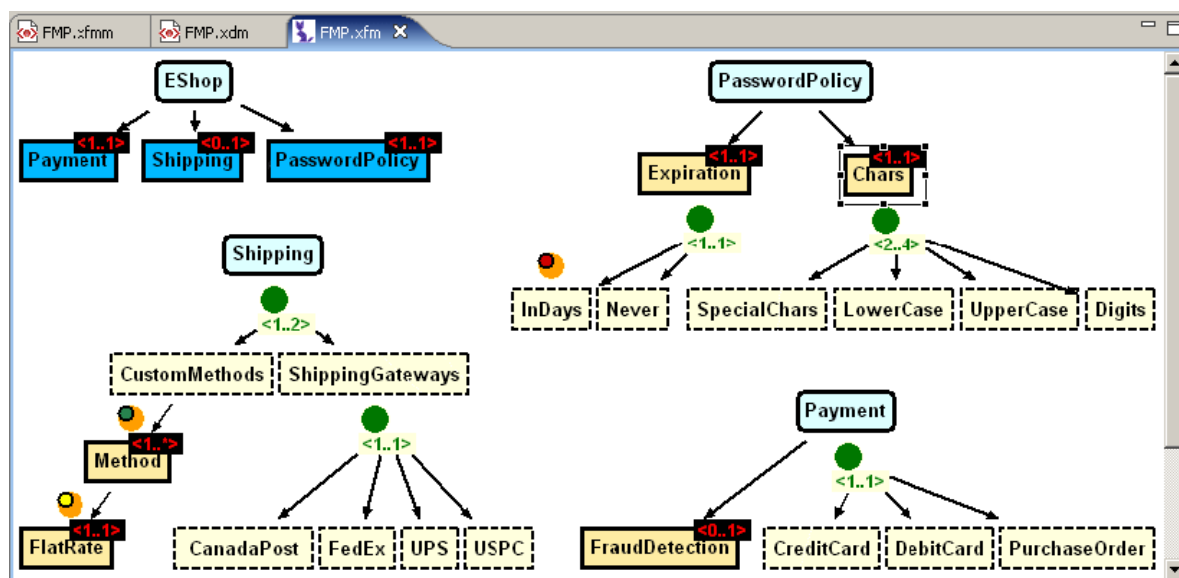 FMP.xfmm FMP.xdm FMP.xfm
EShop
<1..1> <0..1> <1..1>
Payment Shipping PasswordPolicy
PasswordPolicy
<1..1> <1..1>
Expiration Chars
<1..1> <2..4>
InDays Never SpecialChars LowerCase UpperCase Digits
Shipping
<1..2>
CustomMethods ShippingGateways
<1..*>
Method
<1..1>
<1..1>
FlatRate
CanadaPost FedEx UPS USPC
Payment
<1..1>
<0..1>
FraudDetection CreditCard DebitCard PurchaseOrder